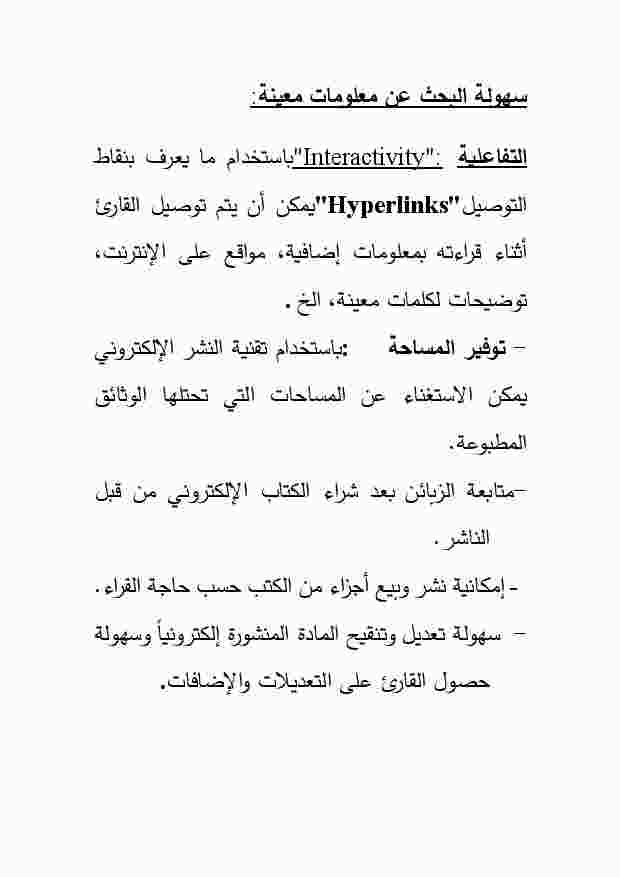 سهولة البحث عن معلومات معينة:
التفاعلية :"Interactivity"باستخدام ما يعرف بنقاط
التوصيل"Hyperlinks"يمكن أن يتم توصيل القارئ
أثناء قراءته بمعلومات إضافية، مواقع على الإنترنت،
توضيحات لكلمات معينة، الخ .
- توفير المساحة :باستخدام تقنية النشر الإلكتروني
يمكن الاستغناء عن المساحات التي تحتلها الوثائق
المطبوعة.
-متابعة الزبائن بعد شراء الكتاب الإلكتروني من قبل
الناشر .
- إمكانية نشر وبيع أجزاء من الكتب حسب حاجة القراء.
- سهولة تعديل وتنقيح المادة المنشورة إلكترونياً وسهولة
حصول القارئ على التعديلات والإضافات.